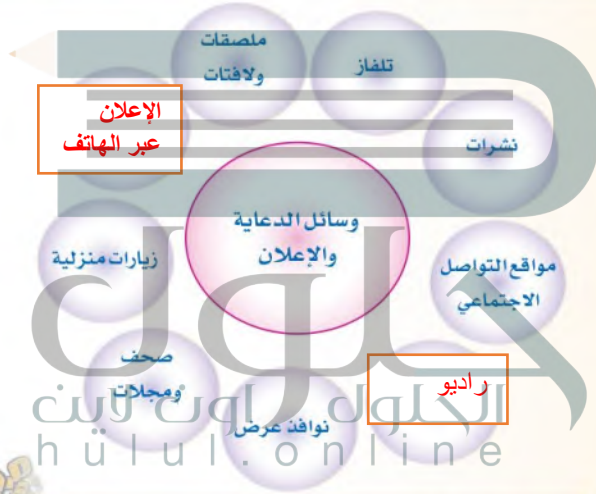 ملصقات
ولافتات
تلفاز
الإعلان
عبر الهاتف
نشرات
وسائل الدعاية
والإعلان
زيارات منزلية
مواقع التواصل
الاجتماعي
صحف
ومجلات
راديو
نوافذ عرض
حلول
الحلول اون لاين
hulul.online